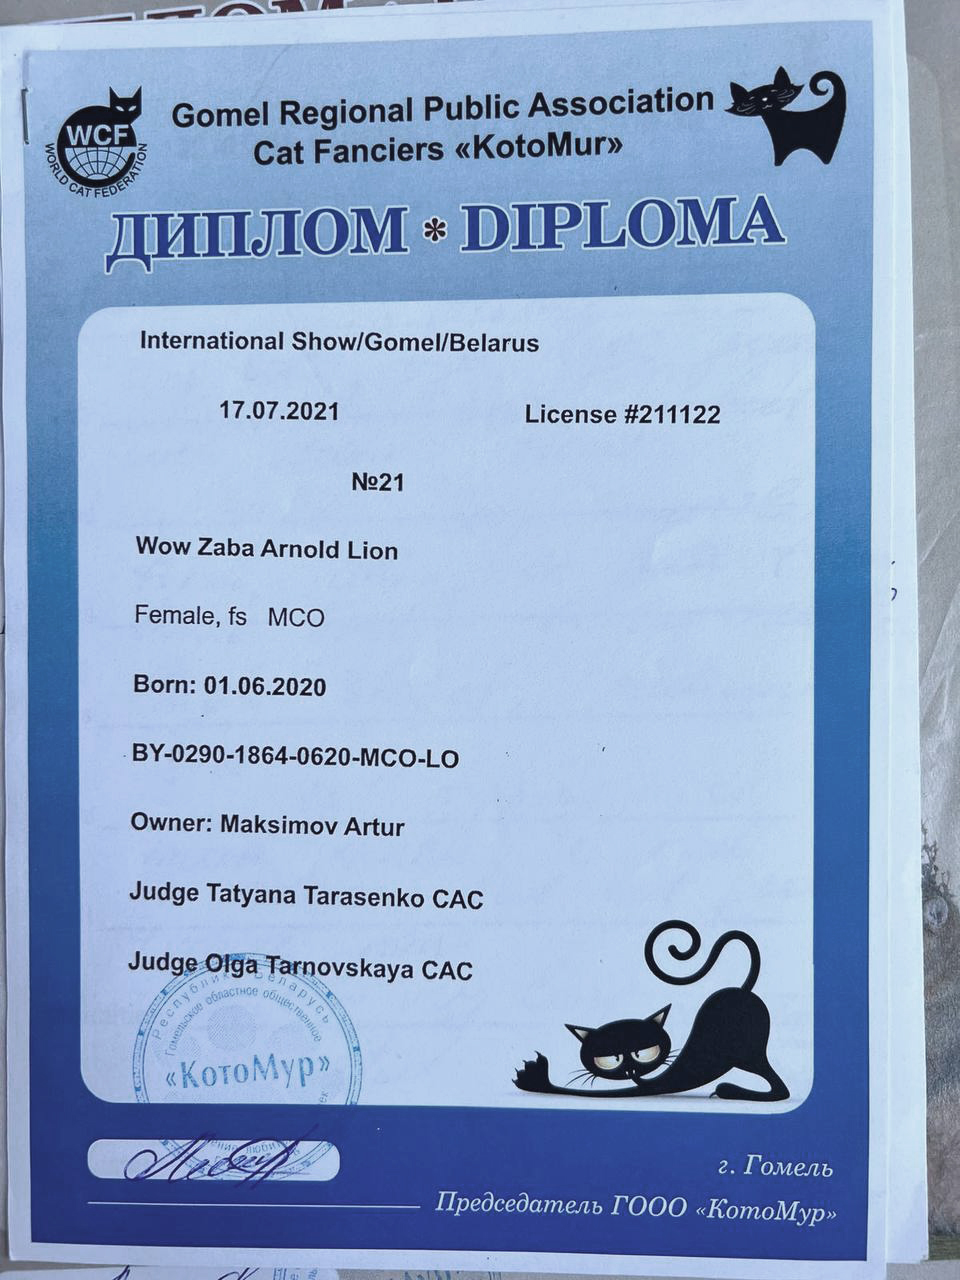 WCF
WORLD CAT FEDERATION
Gomel Regional Public Association
Cat Fanciers «KotoMur»
ДИПЛОМ * DIPLOMA
International Show/Gomel/Belarus
17.07.2021 License #211122
№21
Wow Zaba Arnold Lion
Female, fs MCO
Born: 01.06.2020
BY-0290-1864-0620-MCO-LO
Owner: Maksimov Artur
Judge Tatyana Tarasenko CAC
Judge Olga Tarnovskaya CAC
Республика Беларусь
Гомельское областное общественное
«КотоМур»
г. Гомель
Председатель ГООО «КотоМур»